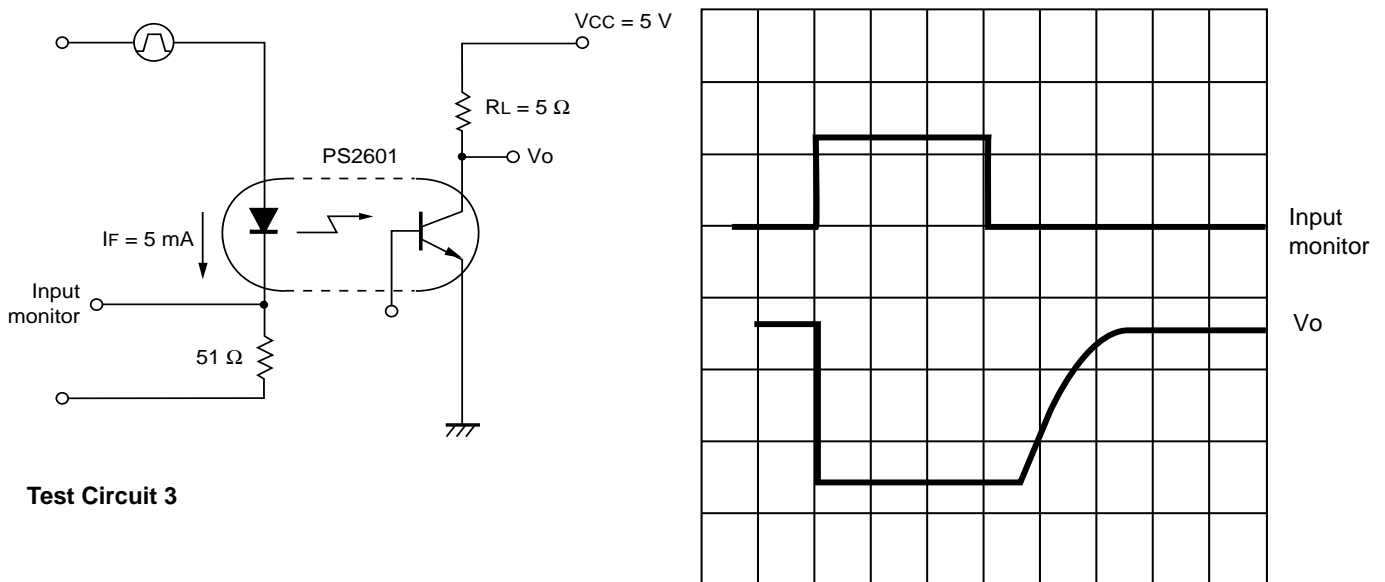 VCC = 5 V
RL = 5 Ω
PS2601
Vo
IF = 5 mA
Input
monitor
51 Ω
Test Circuit 3
Input
monitor
Vo